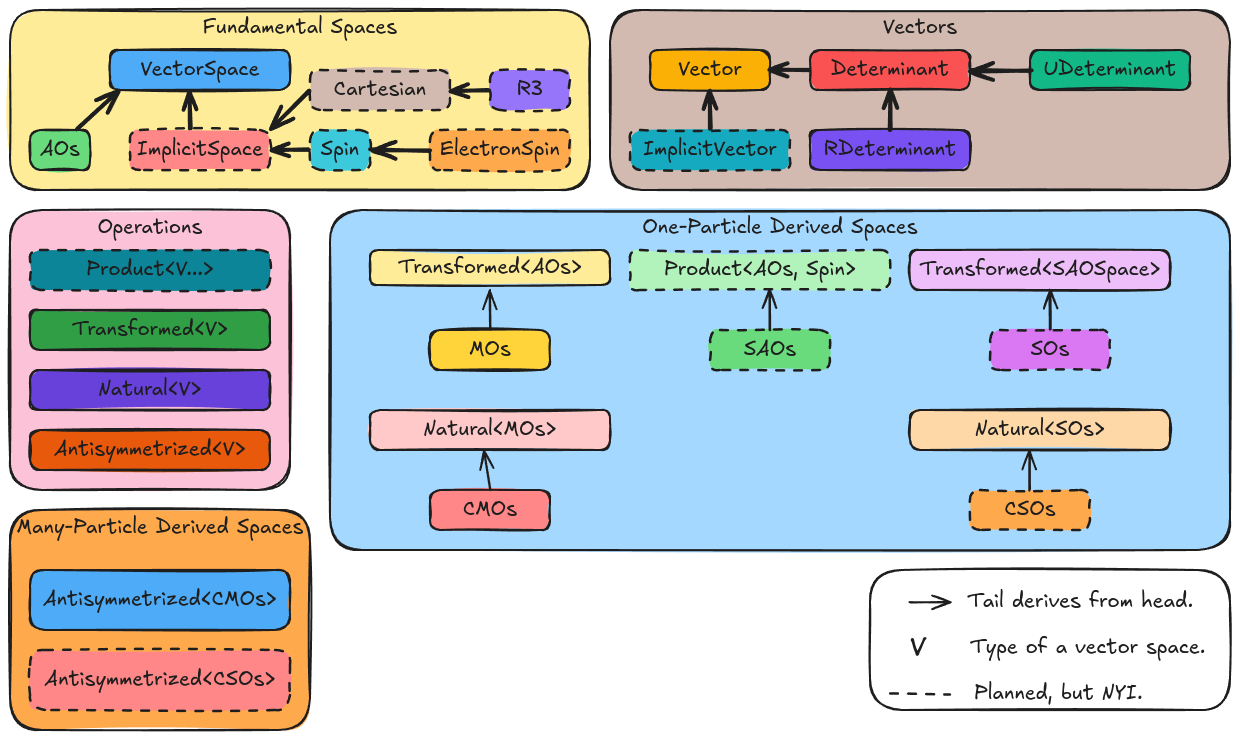 Fundamental Spaces
VectorSpace
Cartesian
R3
AOs
ImplicitSpace
Spin
ElectronSpin
Vectors
Vector
Determinant
UDeterminant
ImplicitVector
RDeterminant
Operations
Product<V...>
Transformed<V>
Natural<V>
Antisymmetrized<V>
One-Particle Derived Spaces
Transformed<AOs>
Product<AOs, Spin>
Transformed<SAOSpace>
MOs
SAOs
SOs
Natural<MOs>
Natural<SOs>
CMOs
CSOs
Many-Particle Derived Spaces
Antisymmetrized<CMOs>
Antisymmetrized<CSOs>
Tail derives from head.
V Type of a vector space.
Planned, but NYI.